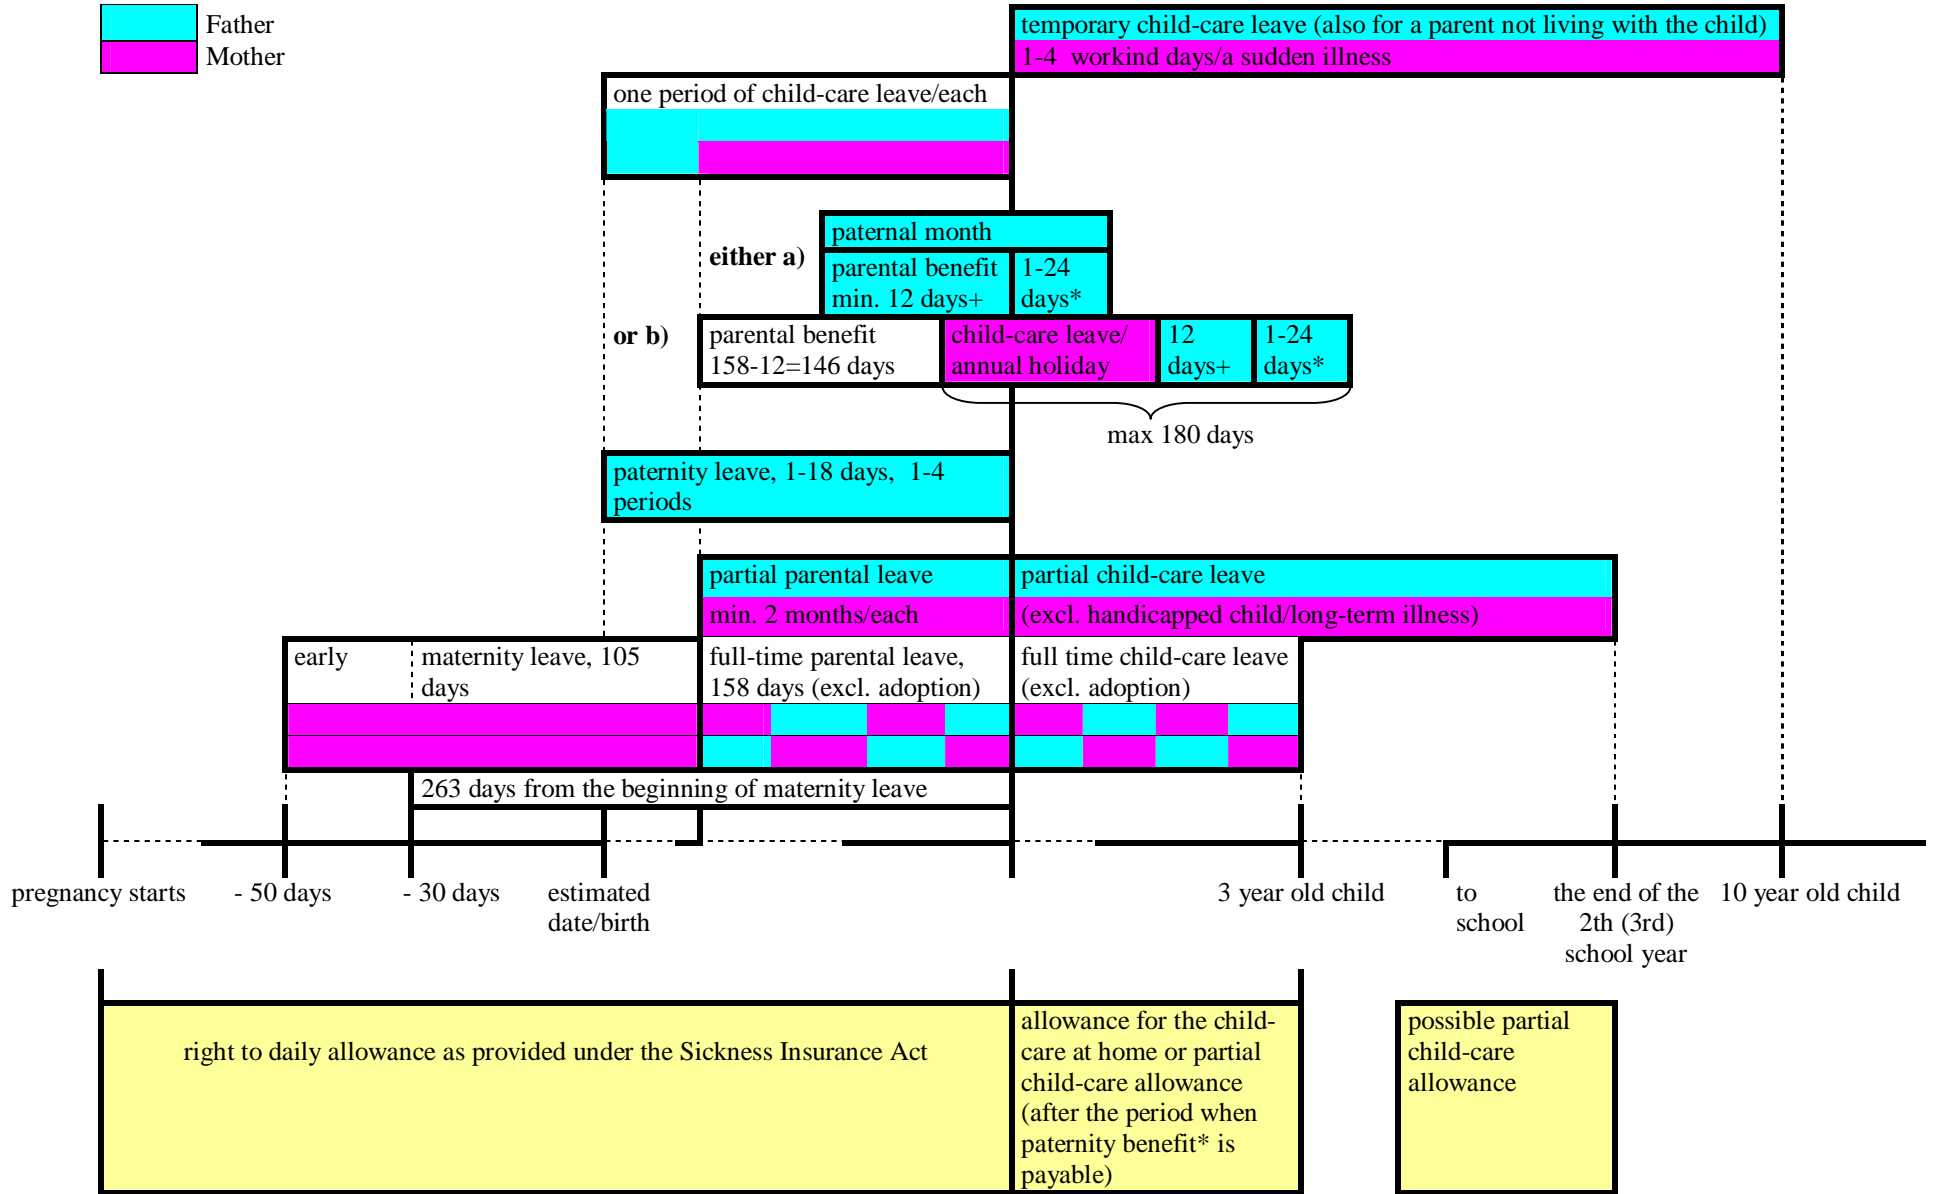 Father
Mother
temporary child-care leave (also for a parent not living with the child)
1-4 workind days/a sudden illness
one period of child-care leave/each
either a)
paternal month
parental benefit
min. 12 days+
1-24
days*
or b)
parental benefit
158-12=146 days
child-care leave/
annual holiday
12
days+
1-24
days*
max 180 days
paternity leave, 1-18 days, 1-4
periods
partial parental leave
min. 2 months/each
partial child-care leave
(excl. handicapped child/long-term illness)
early
maternity leave, 105
days
full-time parental leave,
158 days (excl. adoption)
full time child-care leave
(excl. adoption)
263 days from the beginning of maternity leave
pregnancy starts
- 50 days
- 30 days
estimated
date/birth
3 year old child
to
school
the end of the
2th (3rd)
school year
10 year old child
right to daily allowance as provided under the Sickness Insurance Act
allowance for the child-
care at home or partial
child-care allowance
(after the period when
paternity benefit* is
payable)
possible partial
child-care
allowance